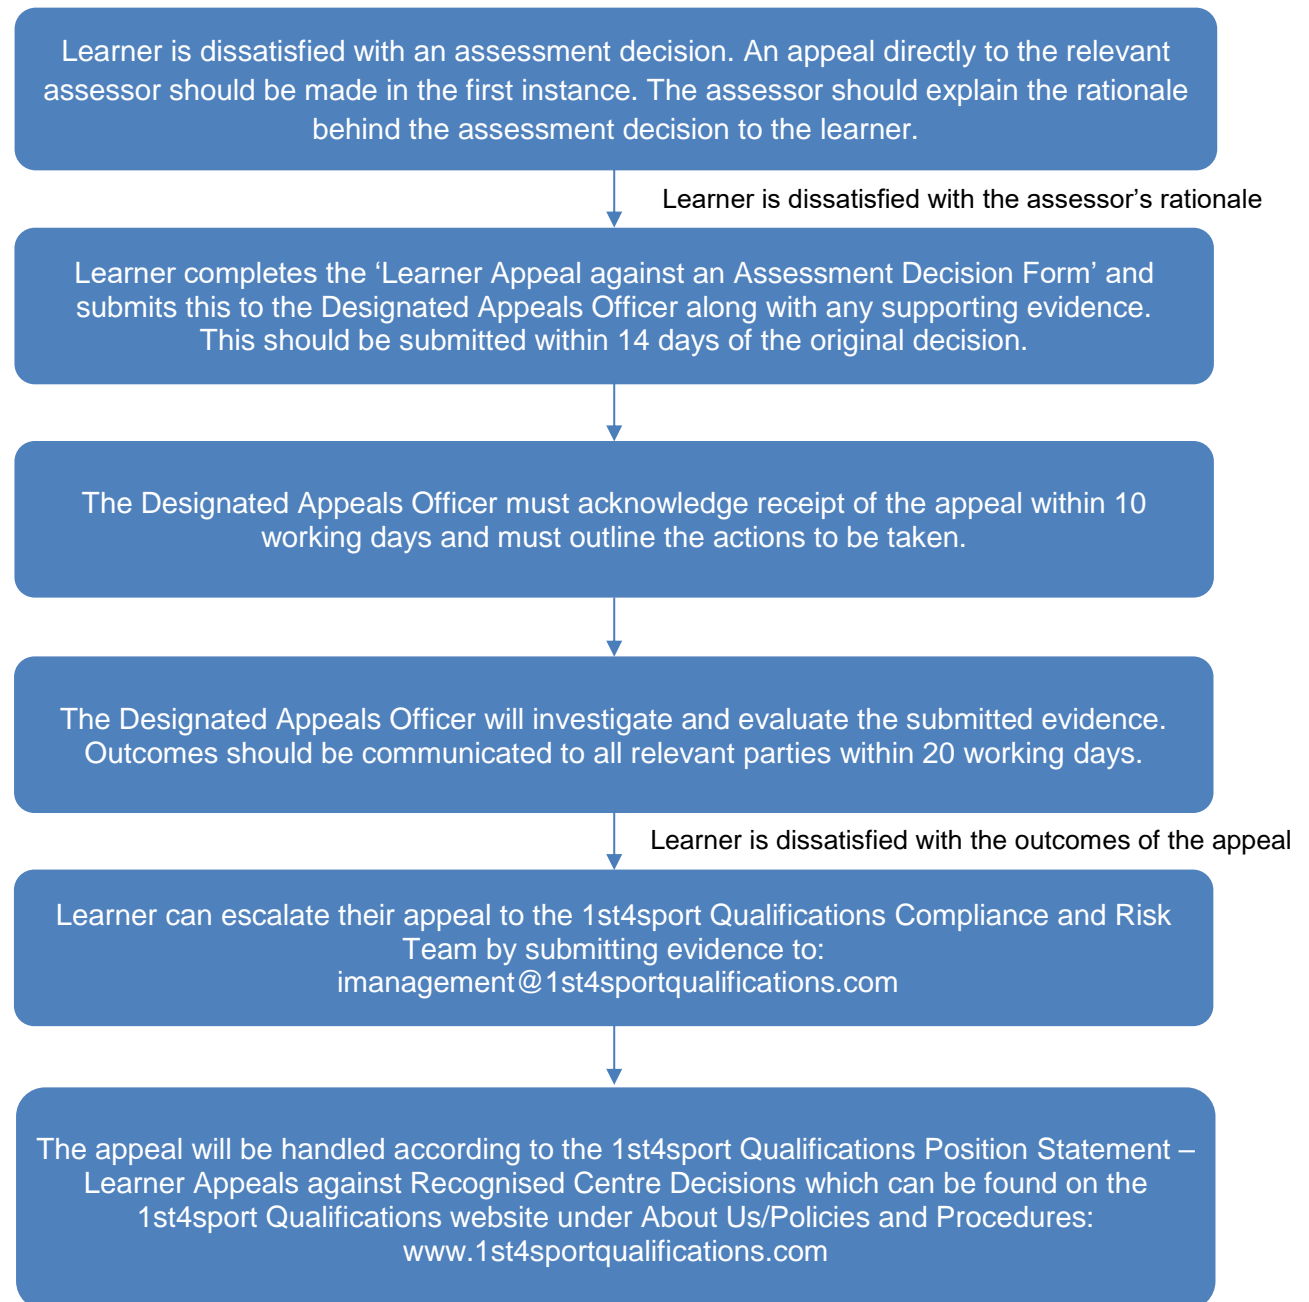 Learner is dissatisfied with an assessment decision. An appeal directly to the relevant
assessor should be made in the first instance. The assessor should explain the rationale
behind the assessment decision to the learner.
Learner is dissatisfied with the assessor’s rationale
Learner completes the ‘Learner Appeal against an Assessment Decision Form’ and
submits this to the Designated Appeals Officer along with any supporting evidence.
This should be submitted within 14 days of the original decision.
The Designated Appeals Officer must acknowledge receipt of the appeal within 10
working days and must outline the actions to be taken.
The Designated Appeals Officer will investigate and evaluate the submitted evidence.
Outcomes should be communicated to all relevant parties within 20 working days.
Learner is dissatisfied with the outcomes of the appeal
Learner can escalate their appeal to the 1st4sport Qualifications Compliance and Risk
Team by submitting evidence to:
imanagement@1st4sportqualifications.com
The appeal will be handled according to the 1st4sport Qualifications Position Statement –
Learner Appeals against Recognised Centre Decisions which can be found on the
1st4sport Qualifications website under About Us/Policies and Procedures:
www.1st4sportqualifications.com